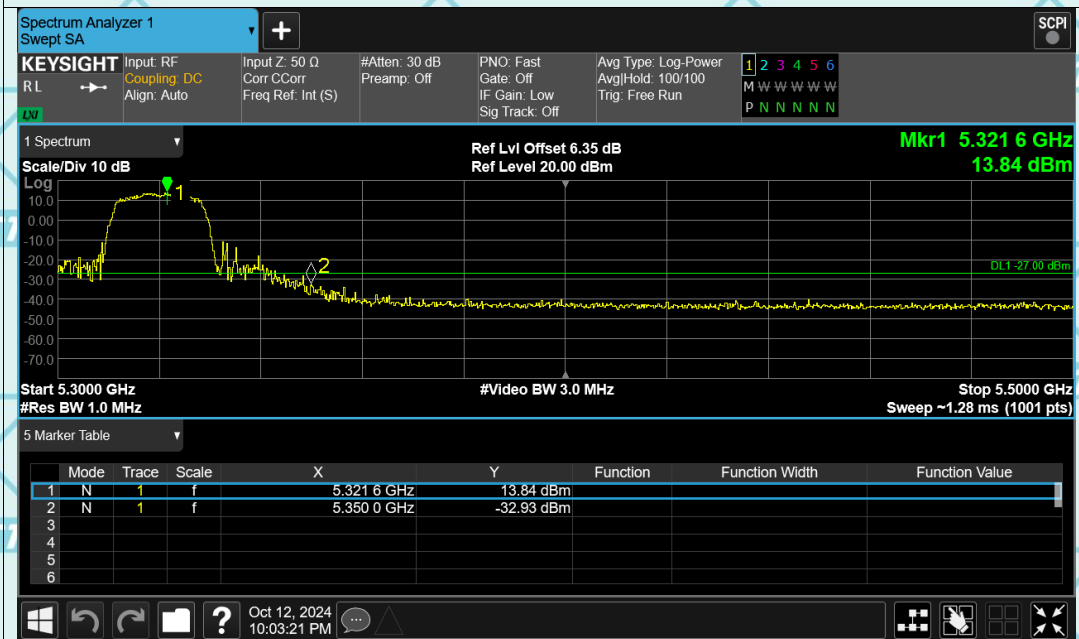 Spectrum Analyzer 1
Swept SA
+
SCPI
KEYSIGHT
R L
LXI
Input: RF
Coupling: DC
Align: Auto
Input Z: 50 Ω
Corr CCorr
Freq Ref: Int (S)
#Atten: 30 dB
Preamp: Off
PNO: Fast
Gate: Off
IF Gain: Low
Sig Track: Off
Avg Type: Log-Power
Avg|Hold: 100/100
Trig: Free Run
1 2 3 4 5 6
M W W W W W W
P N N N N N
1 Spectrum
Scale/Div 10 dB
Ref Lvl Offset 6.35 dB
Ref Level 20.00 dBm
Mkr1 5.321 6 GHz
13.84 dBm
Log
10.0
0.00
-10.0
-20.0
-30.0
-40.0
-50.0
-60.0
-70.0
1
2
DL1 -27.00 dBm
Start 5.3000 GHz
#Video BW 3.0 MHz
Stop 5.5000 GHz
#Res BW 1.0 MHz
Sweep ~1.28 ms (1001 pts)
5 Marker Table
Mode Trace Scale X Y Function Function Width Function Value
1 N 1 f 5.321 6 GHz 13.84 dBm
2 N 1 f 5.350 0 GHz -32.93 dBm
3
4
5
6
?
Oct 12, 2024
10:03:21 PM